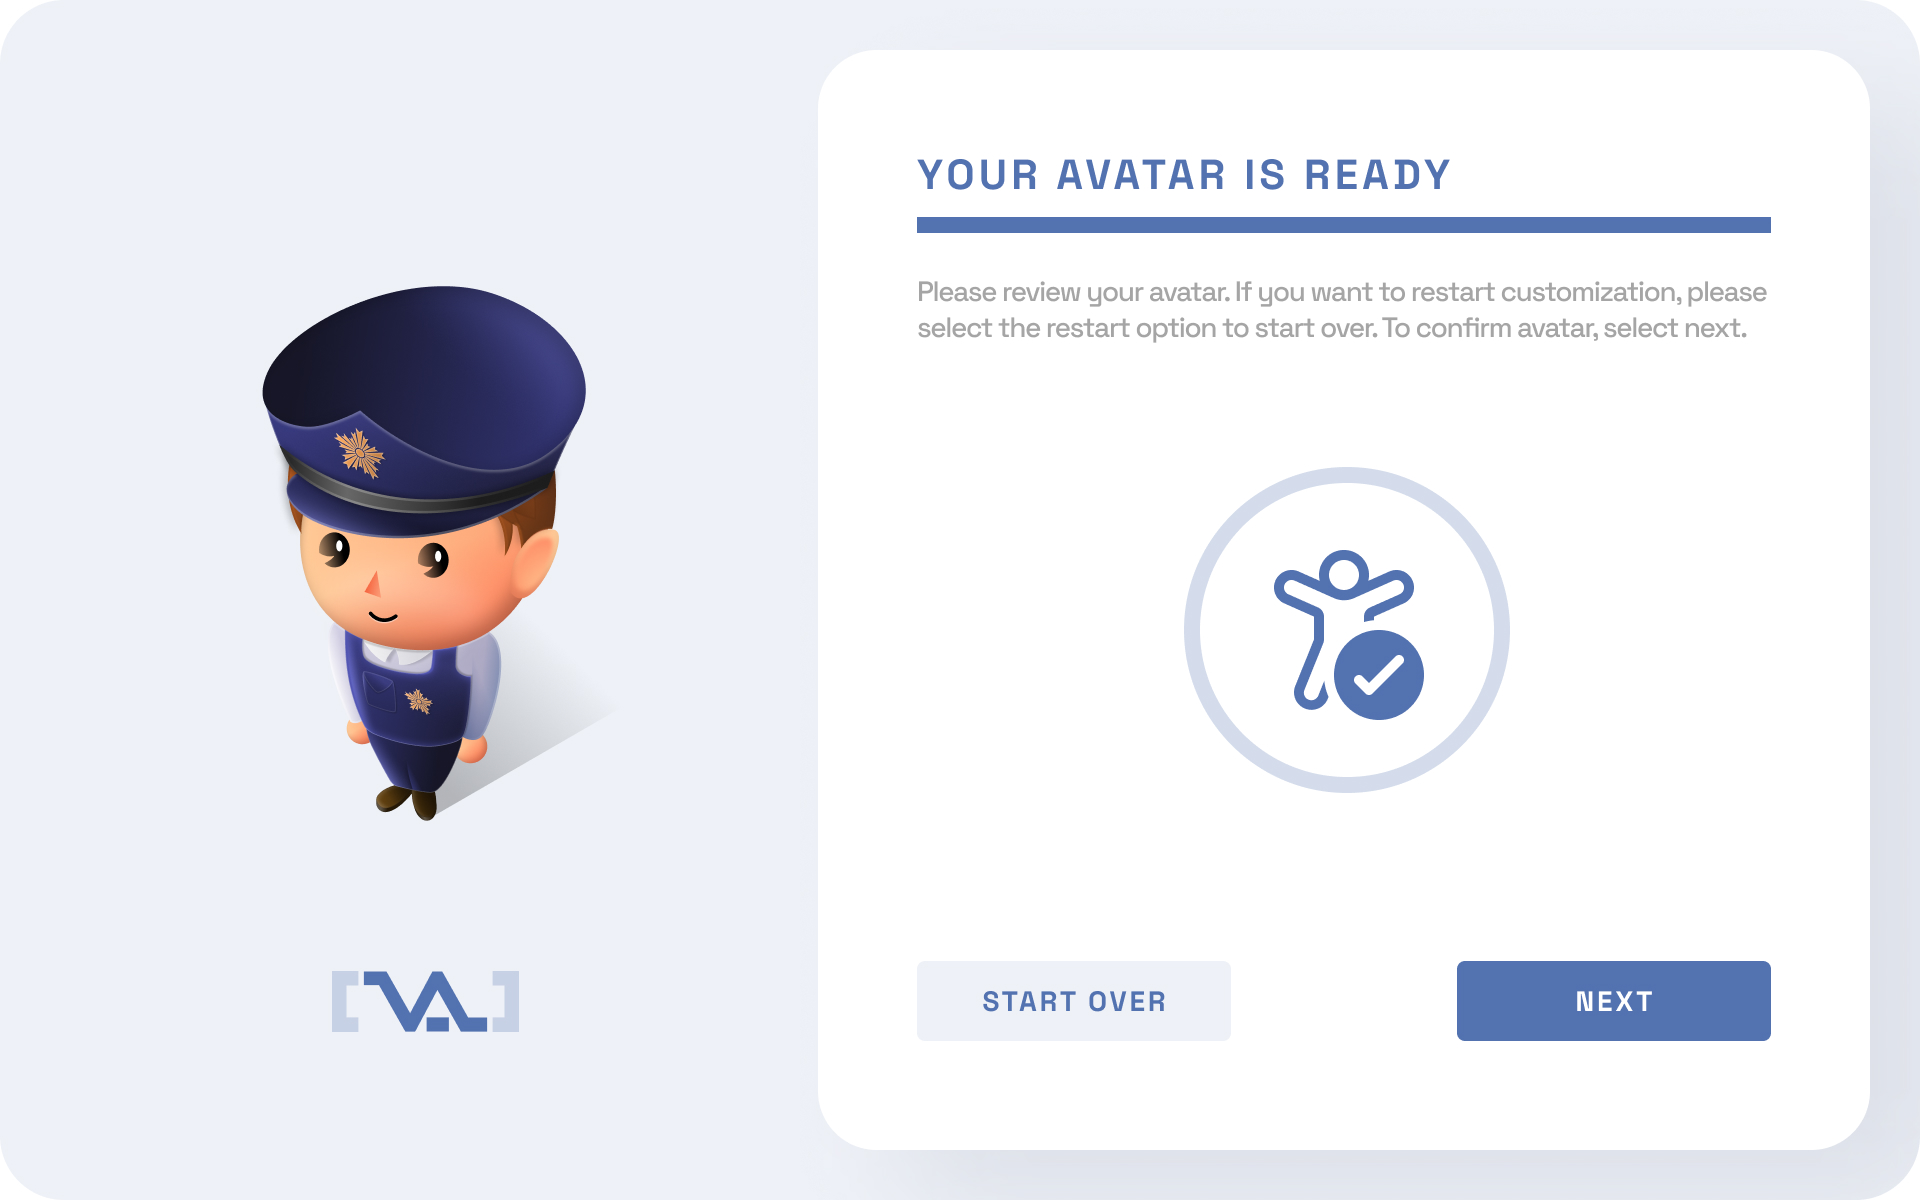 YOUR AVATAR IS READY
Please review your avatar. If you want to restart customization, please
select the restart option to start over. To confirm avatar, select next.
[VA]
START OVER
NEXT